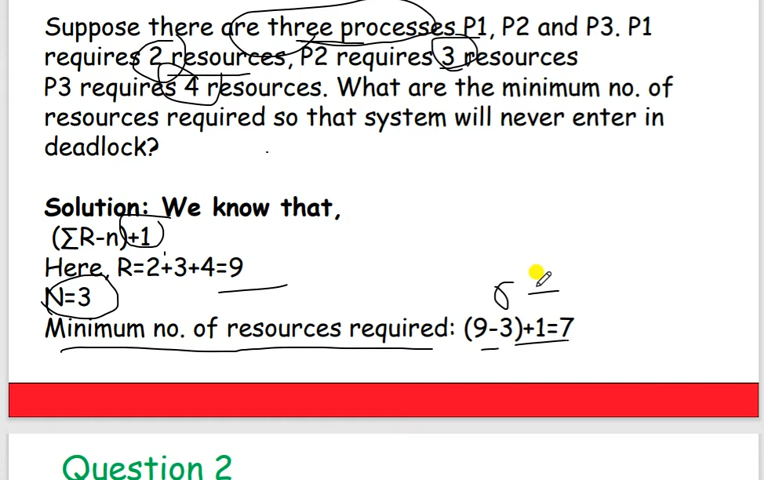 Suppose there are three processes P1, P2 and P3. P1
requires 2 resources, P2 requires 3 resources
P3 requires 4 resources. What are the minimum no. of
resources required so that system will never enter in
deadlock?
Solution: We know that,
(∑R-n)+1
Here, R=2+3+4=9
N=3
Minimum no. of resources required: (9-3)+1=7
Question 2